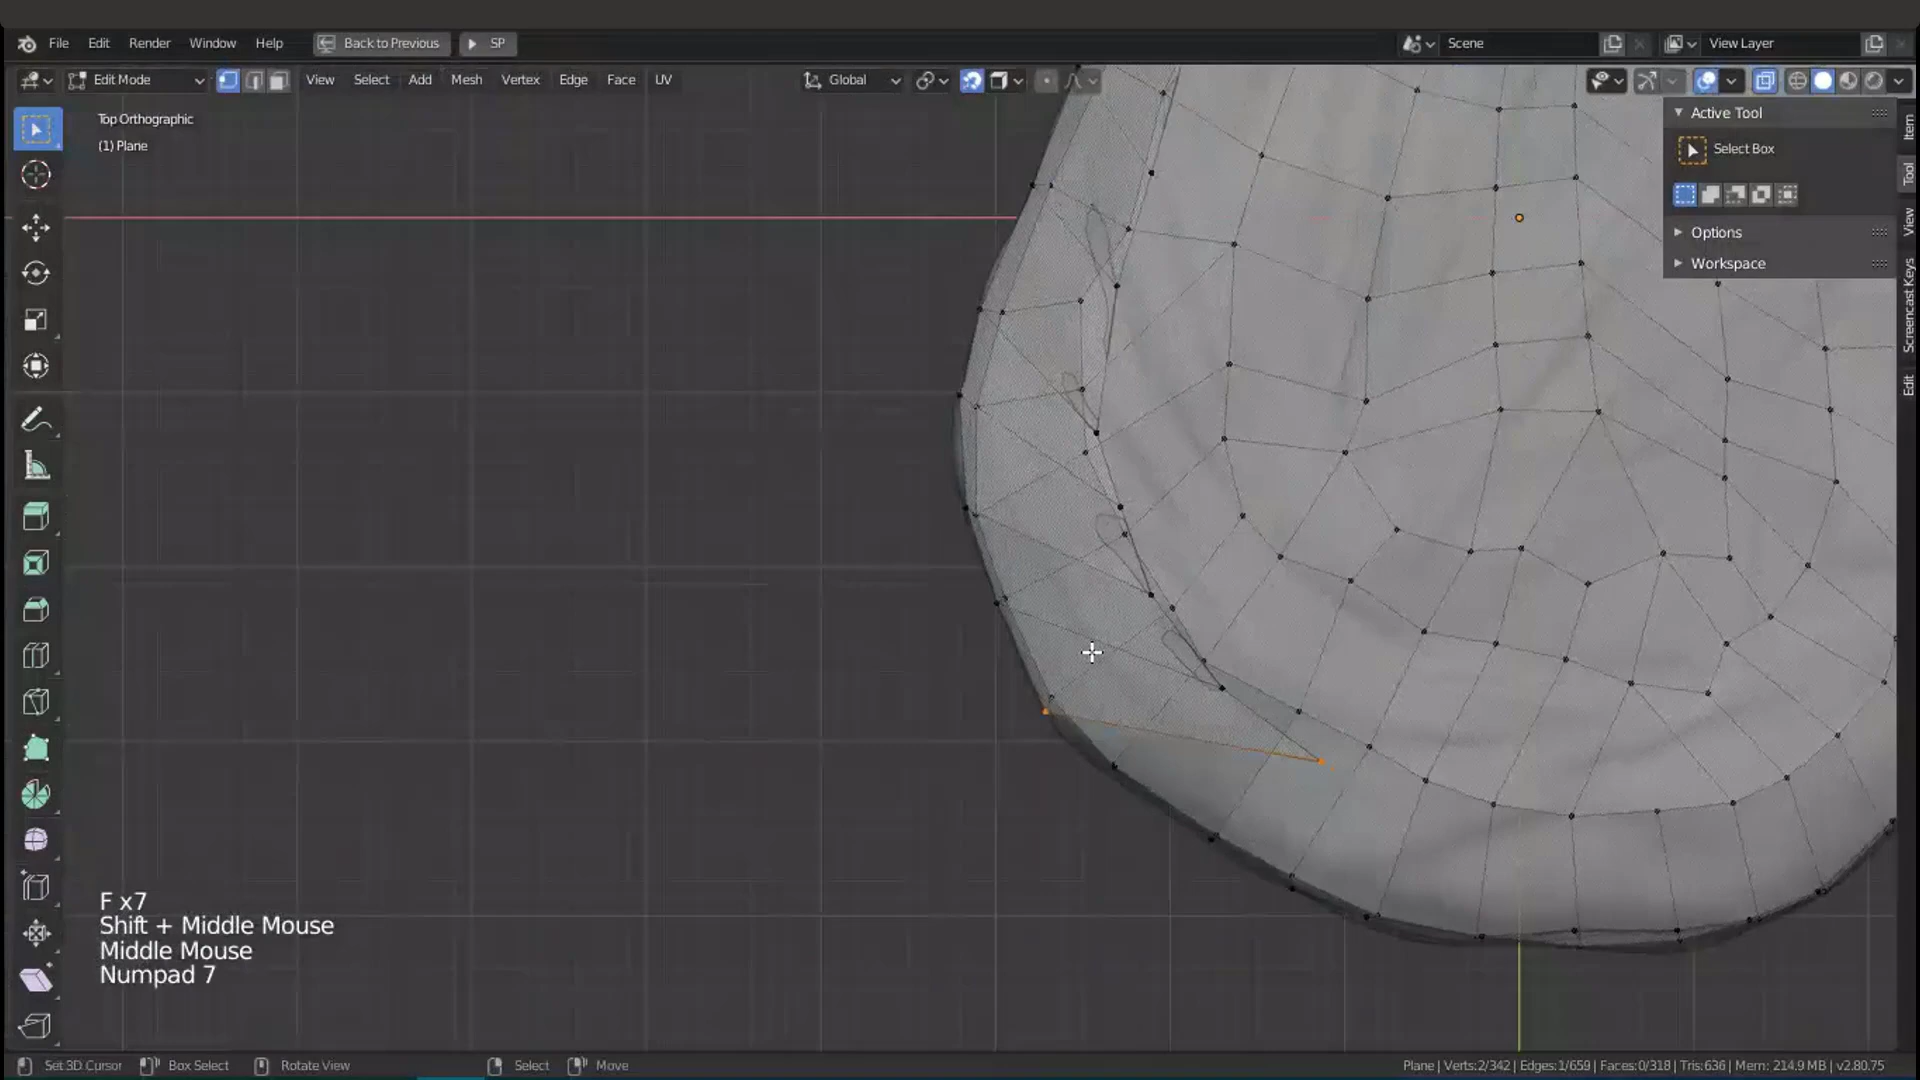 File Edit Render Window Help Back to Previous SP Scene View Layer
Edit Mode View Select Add Mesh Vertex Edge Face UV Global
Top Orthographic
(1) Plane
Active Tool
Select Box
Options
Workspace
Item
Tool
View
Screencast Keys
Edit
F x7
Shift + Middle Mouse
Middle Mouse
Numpad 7
Set 3D Cursor Box Select Rotate View Select Move Plane | Verts:2/342 | Edges:1/659 | Faces:0/318 | Tris:636 | Mem: 214.9 MB | v2.80.75